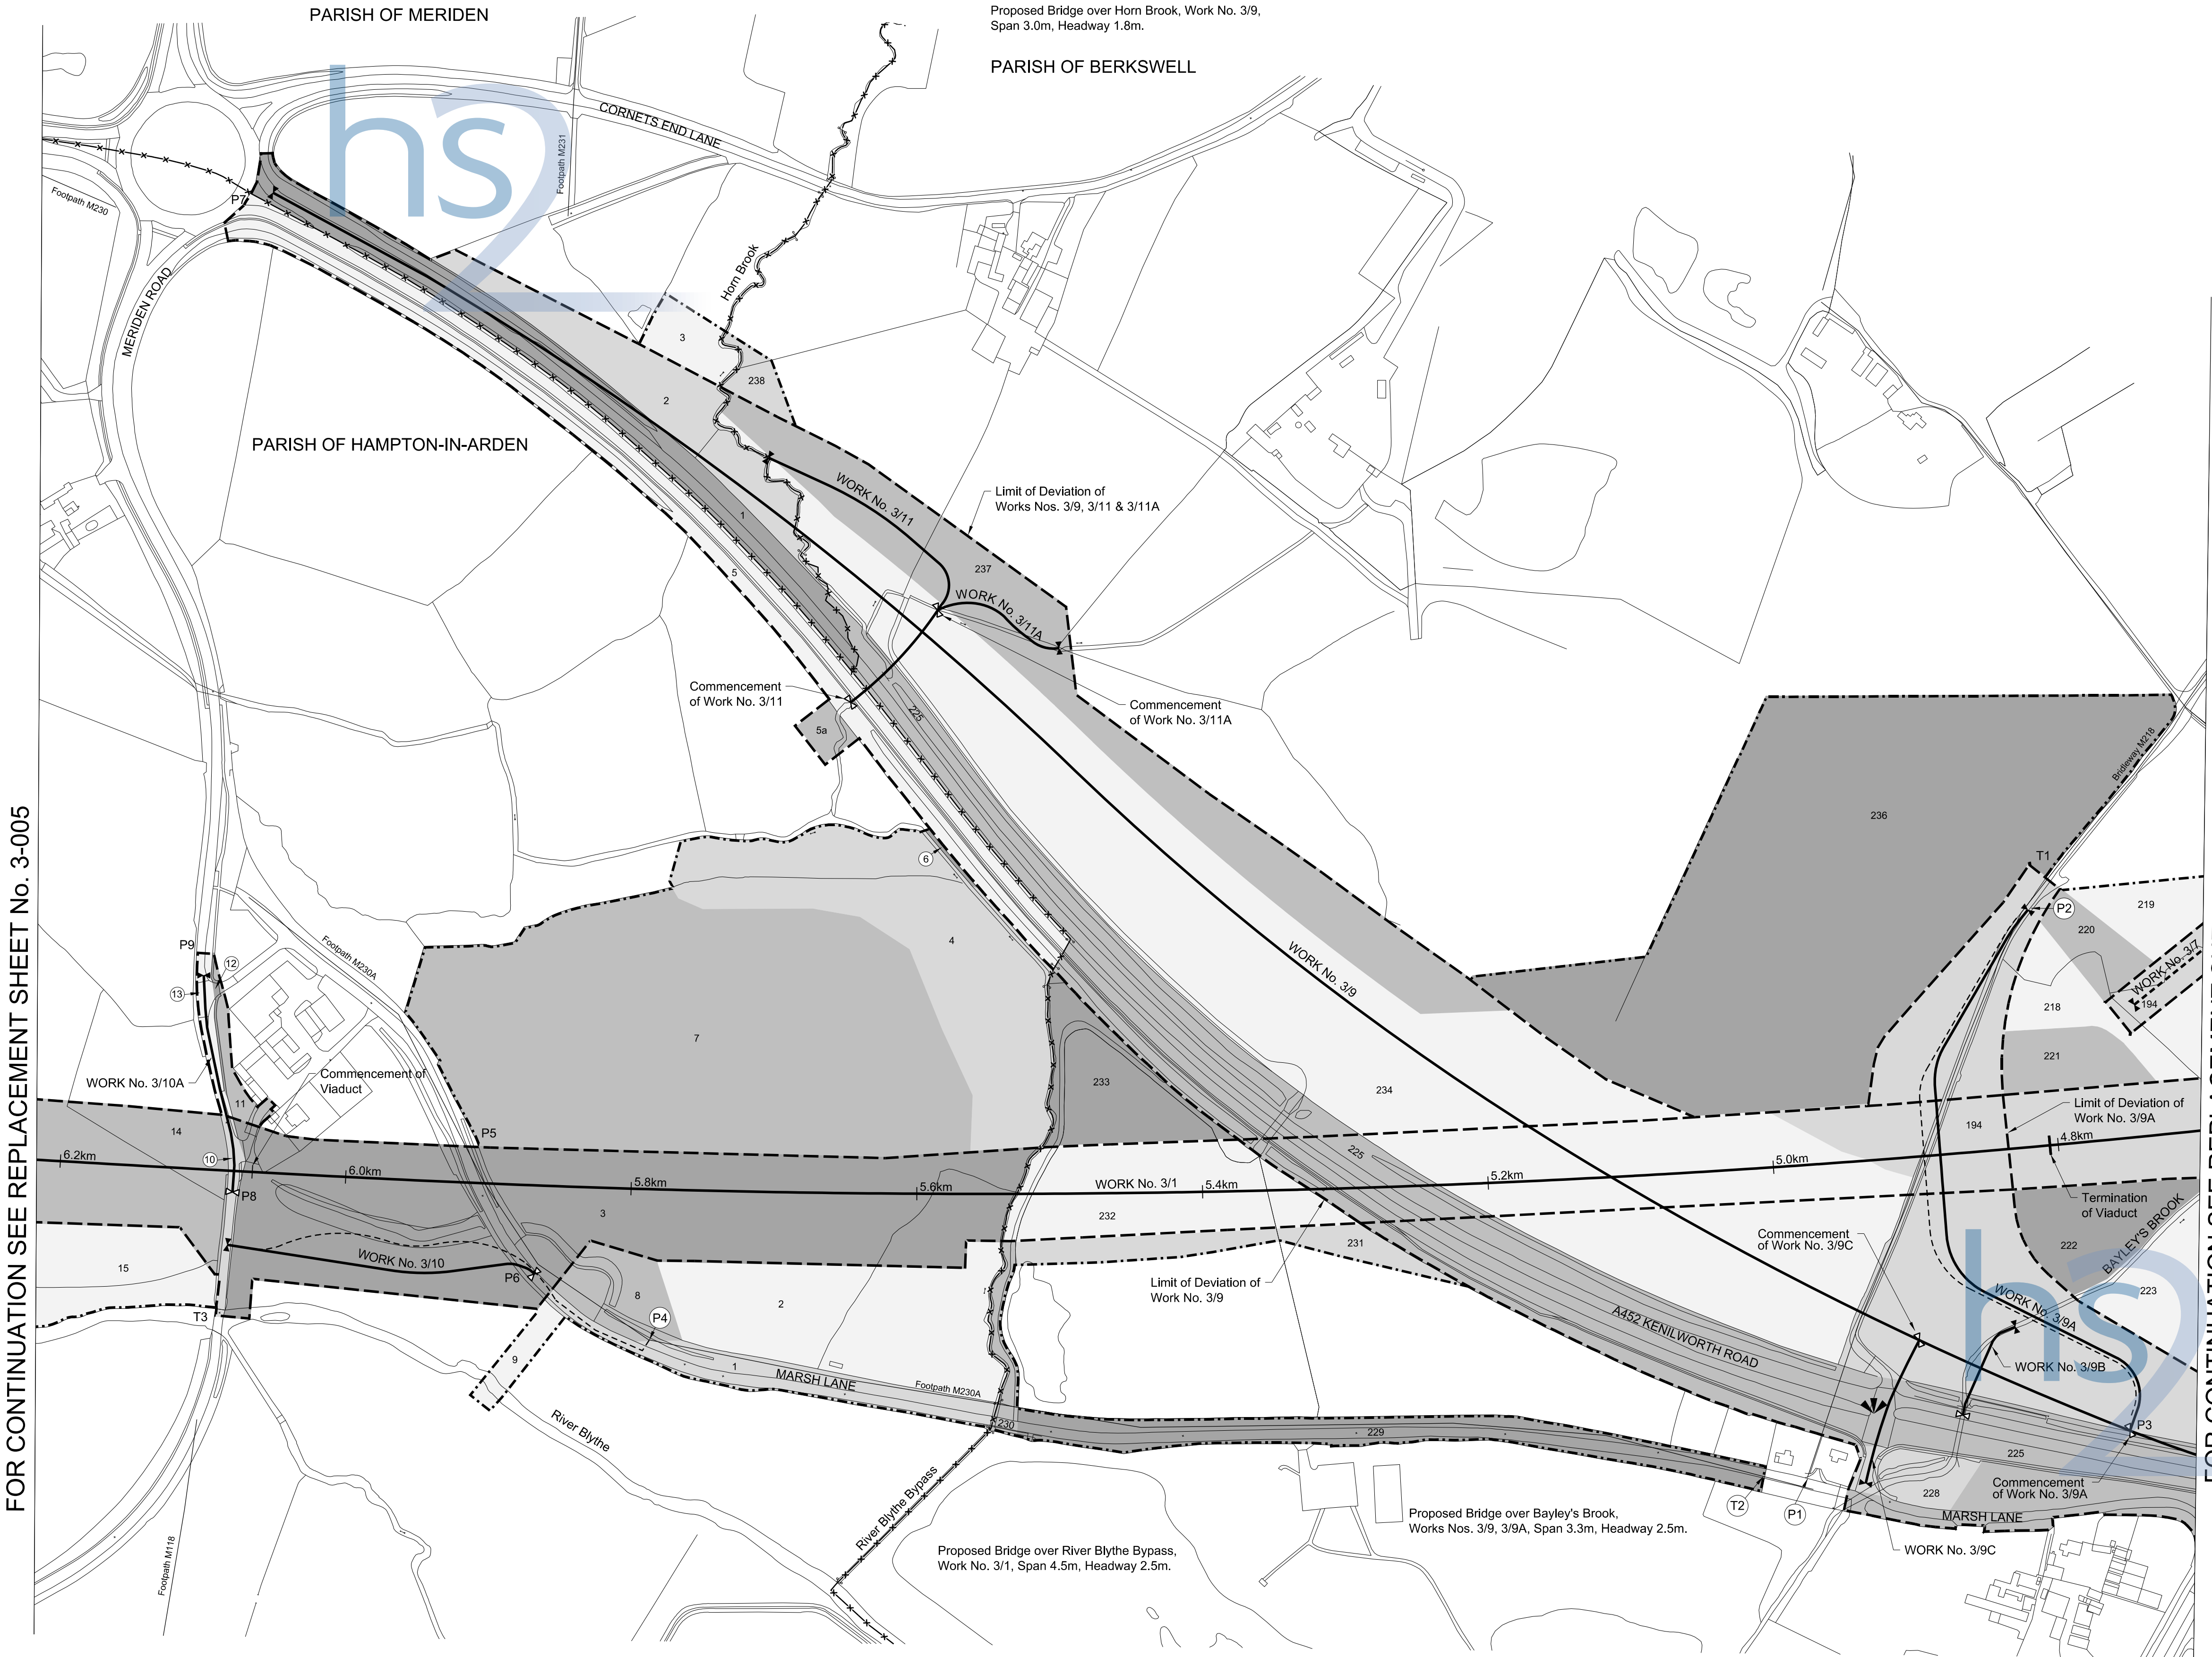 PARISH OF MERIDEN
Proposed Bridge over Horn Brook, Work No. 3/9,
Span 3.0m, Headway 1.8m.
PARISH OF BERKSWELL
hs2
CORNETS END LANE
Footpath M231
Footpath M230
P7
MERIDEN ROAD
Horn Brook
3
238
2
PARISH OF HAMPTON-IN-ARDEN
WORK No. 3/11
Limit of Deviation of
Works Nos. 3/9, 3/11 & 3/11A
1
237
5
WORK No. 3/11A
Commencement
of Work No. 3/11
Commencement
of Work No. 3/11A
225
5a
Bridleway M218
236
FOR CONTINUATION SEE REPLACEMENT SHEET No. 3-005
6
T1
P2
219
220
4
P9
12
Footpath M230A
13
WORK No. 3/9
WORK No. 3/7
194
218
7
221
233
234
WORK No. 3/10A
Commencement of
Viaduct
11
Limit of Deviation of
Work No. 3/9A
194
14
P5
10
6.2km
6.0km
5.8km
5.6km
WORK No. 3/1
5.4km
5.2km
5.0km
4.8km
225
P8
Termination
of Viaduct
3
232
231
222
BAYLEY'S BROOK
Commencement
of Work No. 3/9C
15
WORK No. 3/10
P6
Limit of Deviation of
Work No. 3/9
8
2
223
WORK No. 3/9A
hs2
T3
P4
A452 KENILWORTH ROAD
9
1
MARSH LANE
Footpath M230A
WORK No. 3/9B
230
229
P3
225
River Blythe
River Blythe Bypass
Commencement
of Work No. 3/9A
228
T2
P1
MARSH LANE
Proposed Bridge over Bayley's Brook,
Works Nos. 3/9, 3/9A, Span 3.3m, Headway 2.5m.
Proposed Bridge over River Blythe Bypass,
Work No. 3/1, Span 4.5m, Headway 2.5m.
WORK No. 3/9C
Footpath M118